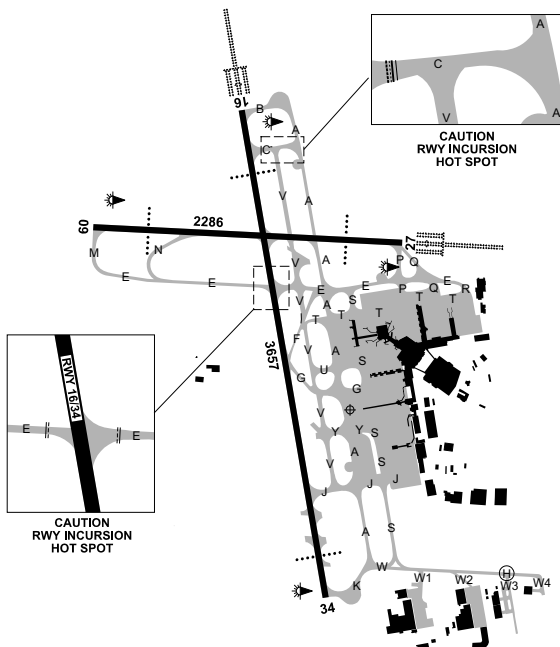 A
C
V
A
CAUTION
RWY INCURSION
HOT SPOT
16
B
A
C
V
A
09
2286
27
M
N
E
E
V
A
P
Q
E
S
E
P
T
Q
E
R
T
V
I
A
T
T
T
F
V
A
S
G
U
G
3657
V
Y
Y
S
A
V
S
J
J
J
A
S
RWY 16/34
E
E
CAUTION
RWY INCURSION
HOT SPOT
34
K
W
W1
W2
H
W3
W4